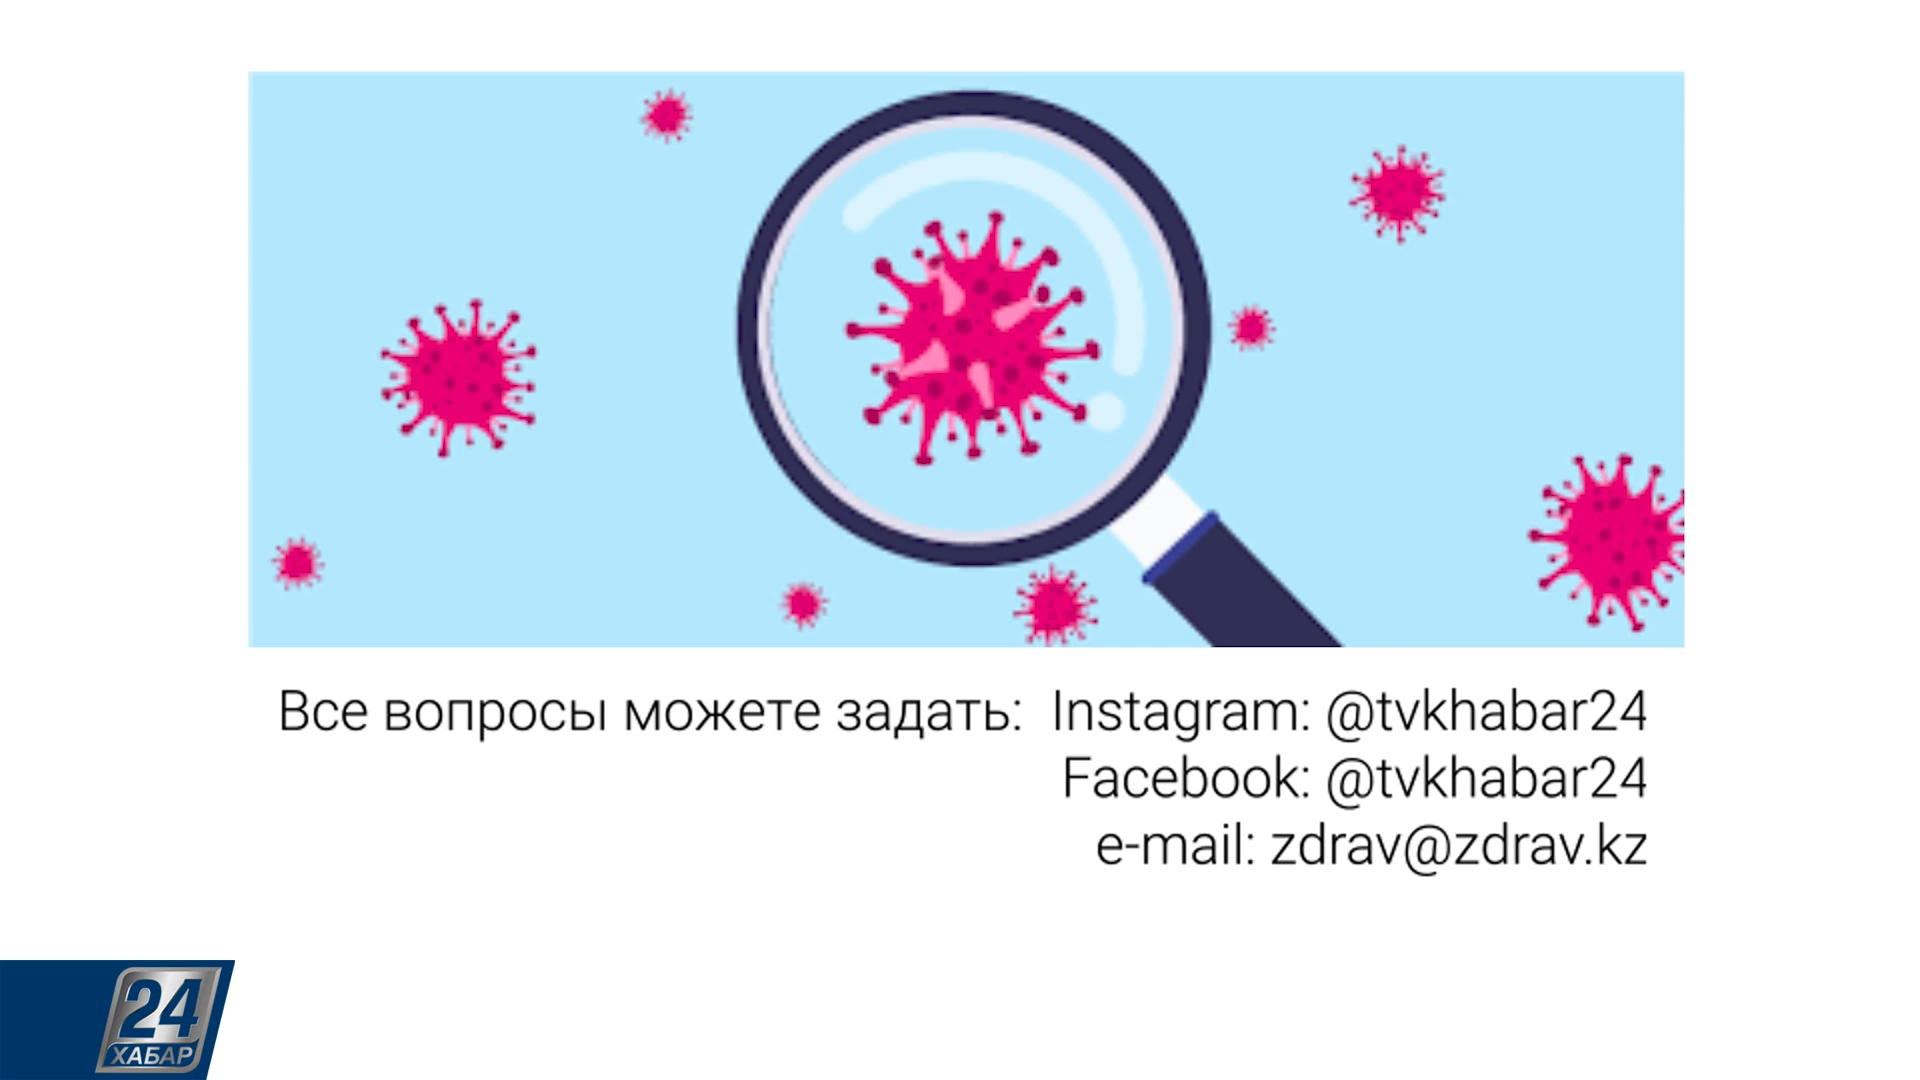 Все вопросы можете задать: Instagram: @tvkhabar24
Facebook: @tvkhabar24
e-mail: zdrav@zdrav.kz
24
ХАБАР